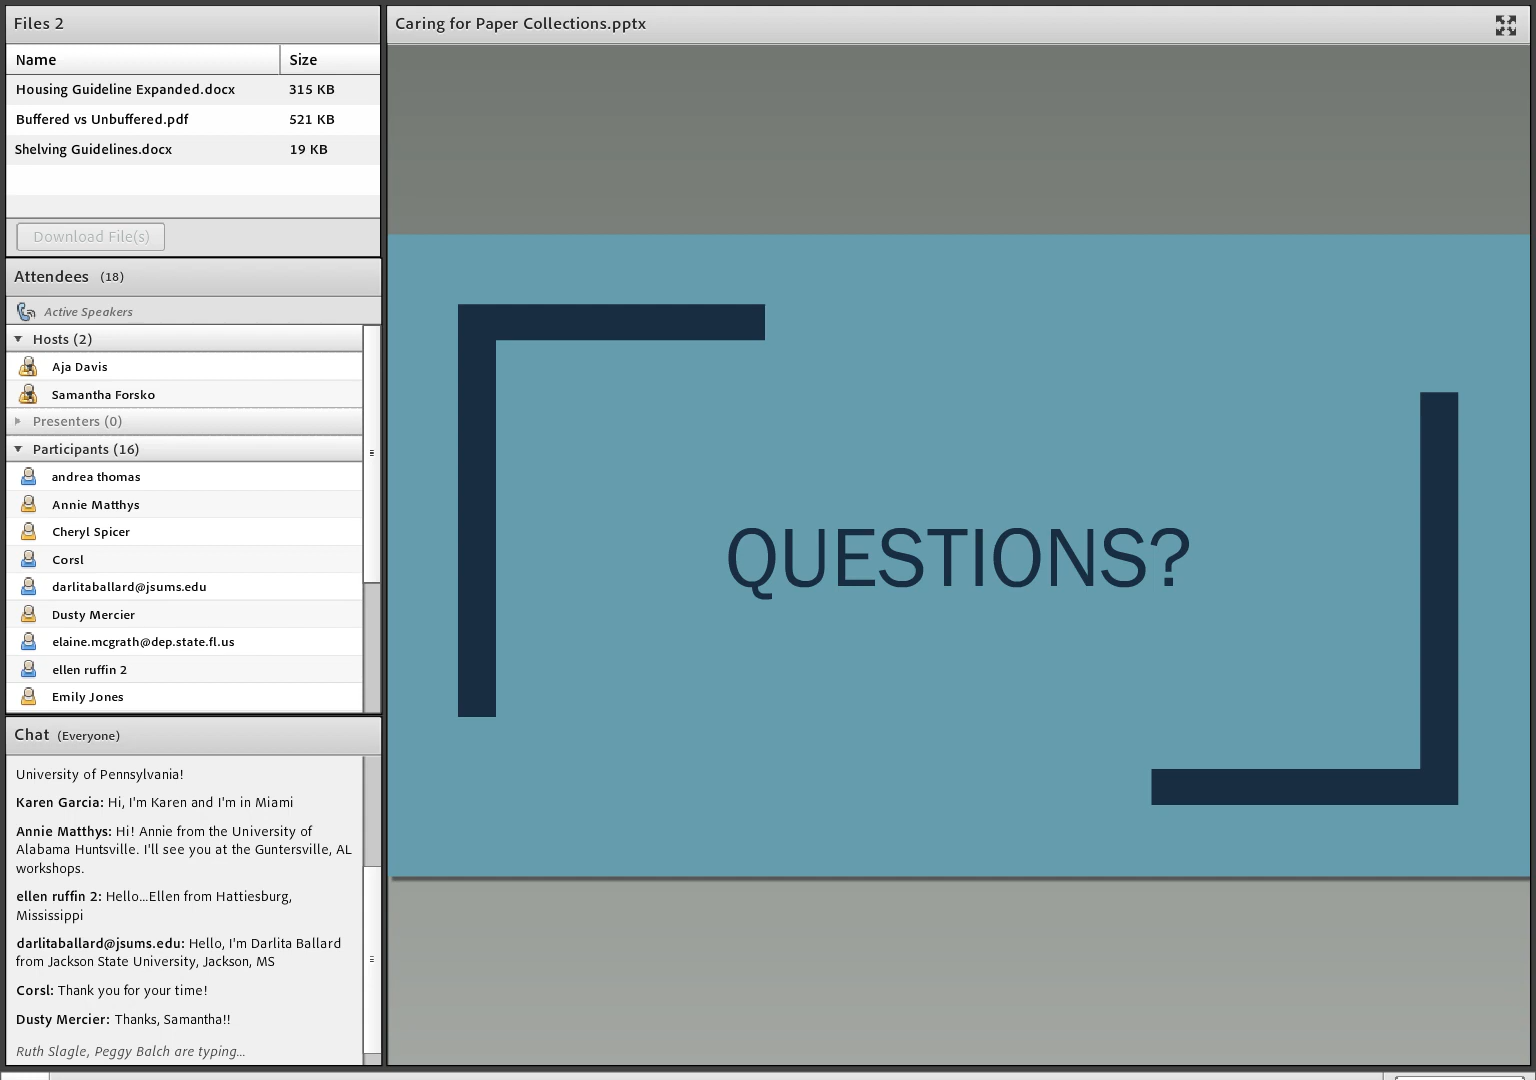 Files 2
Name Size
Housing Guideline Expanded.docx 315 KB
Buffered vs Unbuffered.pdf 521 KB
Shelving Guidelines.docx 19 KB
Download File(s)
Attendees (18)
Active Speakers
Hosts (2)
Aja Davis
Samantha Forsko
Presenters (0)
Participants (16)
andrea thomas
Annie Matthys
Cheryl Spicer
Corsl
darlitaballard@jsums.edu
Dusty Mercier
elaine.mcgrath@dep.state.fl.us
ellen ruffin 2
Emily Jones
Chat (Everyone)
University of Pennsylvania!
Karen Garcia: Hi, I'm Karen and I'm in Miami
Annie Matthys: Hi! Annie from the University of
Alabama Huntsville. I'll see you at the Guntersville, AL
workshops.
ellen ruffin 2: Hello...Ellen from Hattiesburg,
Mississippi
darlitaballard@jsums.edu: Hello, I'm Darlita Ballard
from Jackson State University, Jackson, MS
Corsl: Thank you for your time!
Dusty Mercier: Thanks, Samantha!!
Ruth Slagle, Peggy Balch are typing...
Caring for Paper Collections.pptx
QUESTIONS?